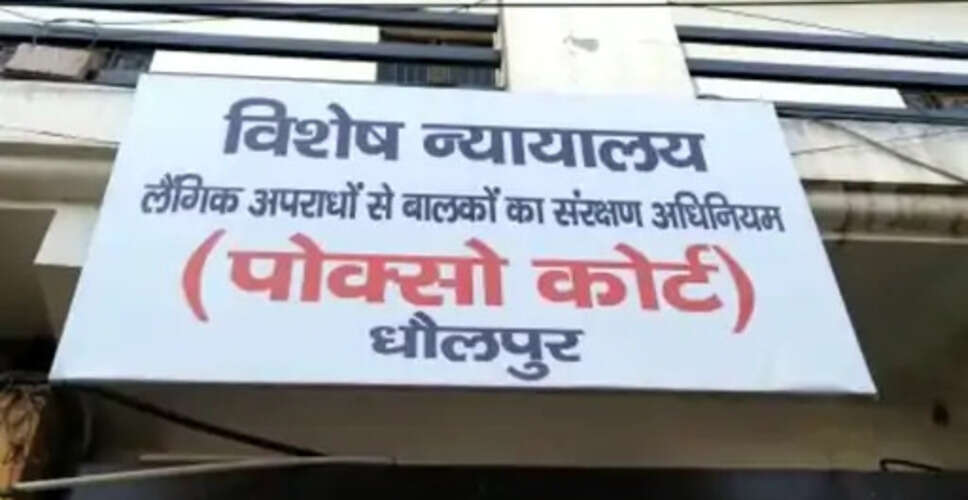 विशेष न्यायालय
लैंगिक अपराधों से बालकों का संरक्षण अधिनियम
(पोक्सो कोर्ट)
धौलपुर